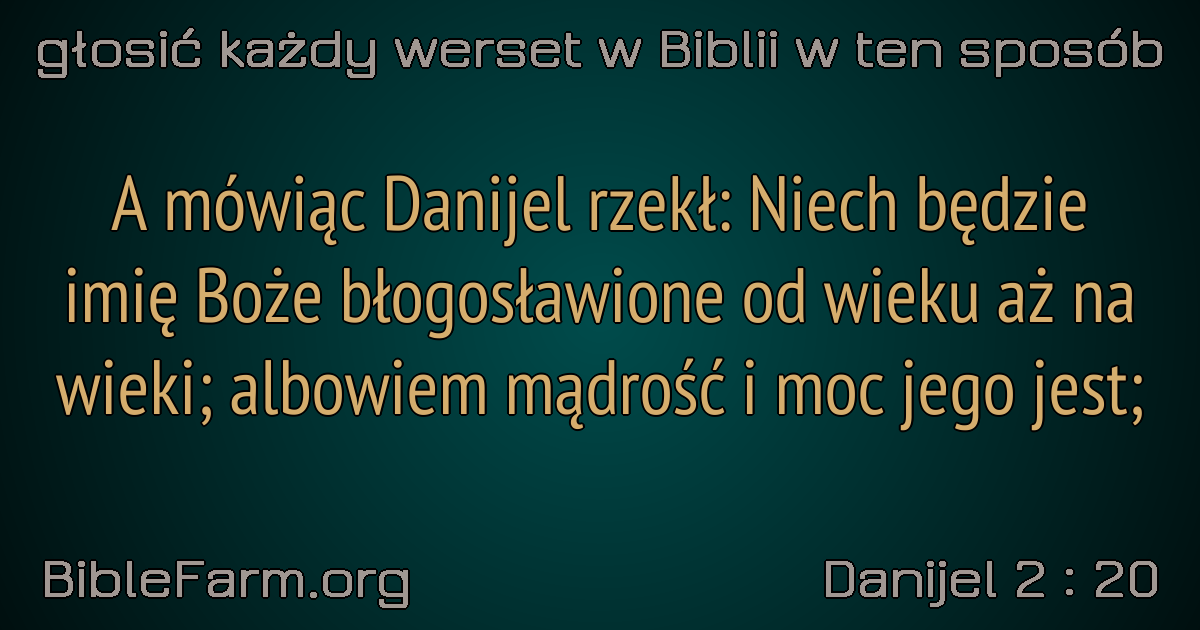 głosić każdy werset w Biblii w ten sposób
A mówiąc Danijel rzekł: Niech będzie
imię Boże błogosławione od wieku aż na
wieki; albowiem mądrość i moc jego jest;
BibleFarm.org
Danijel 2 : 20